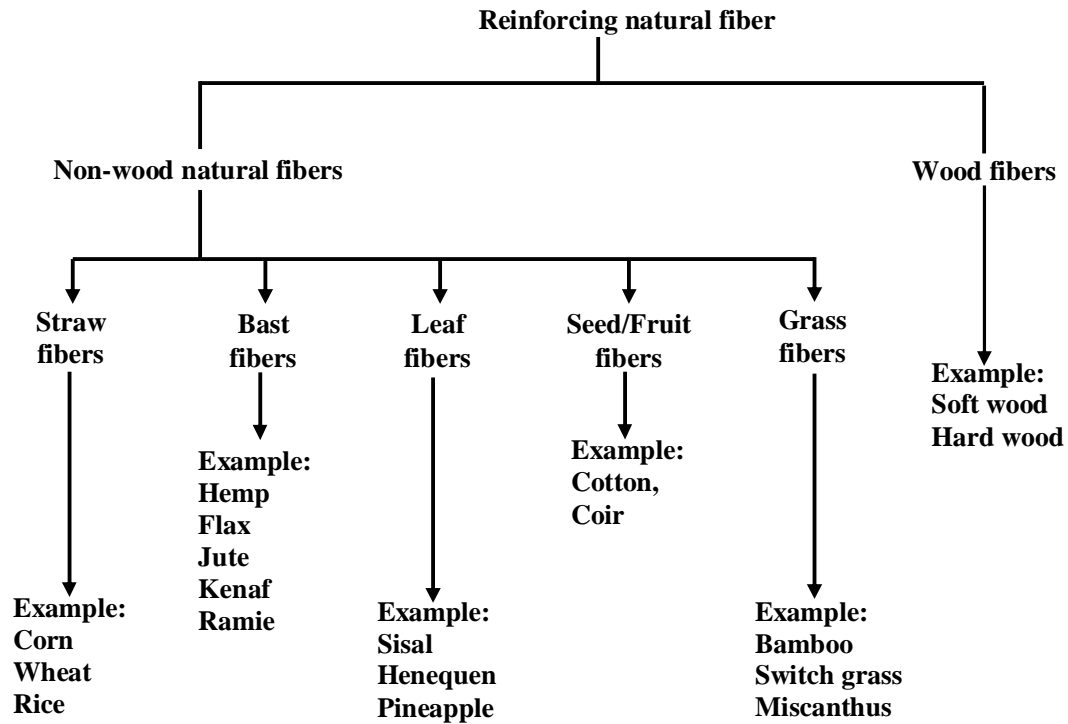 Reinforcing natural fiber
Non-wood natural fibers
Wood fibers
Straw
fibers
Bast
fibers
Leaf
fibers
Seed/Fruit
fibers
Grass
fibers
Example:
Soft wood
Hard wood
Example:
Hemp
Flax
Jute
Kenaf
Ramie
Example:
Cotton,
Coir
Example:
Corn
Wheat
Rice
Example:
Sisal
Henequen
Pineapple
Example:
Bamboo
Switch grass
Miscanthus